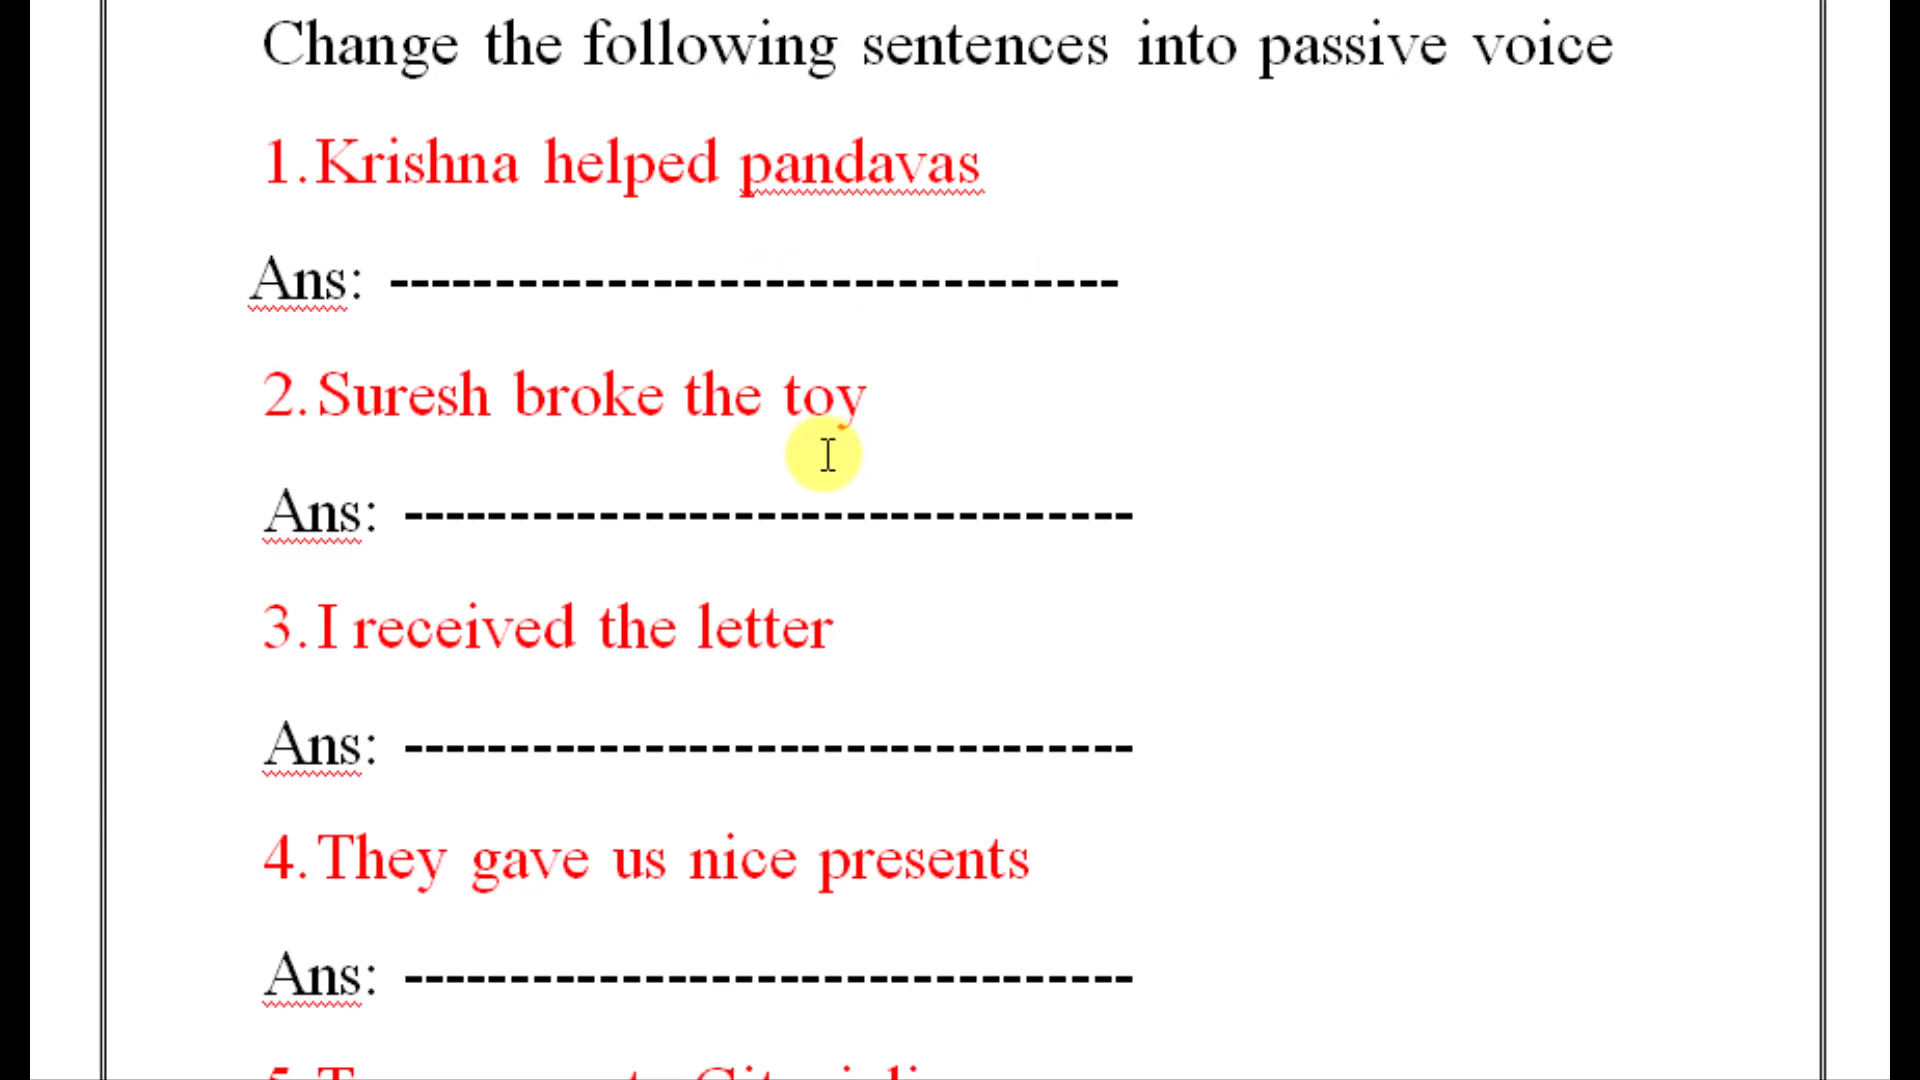 Change the following sentences into passive voice
1.Krishna helped pandavas
Ans: ---------------------------------
2.Suresh broke the toy
Ans: ---------------------------------
3.I received the letter
Ans: ---------------------------------
4.They gave us nice presents
Ans: ---------------------------------